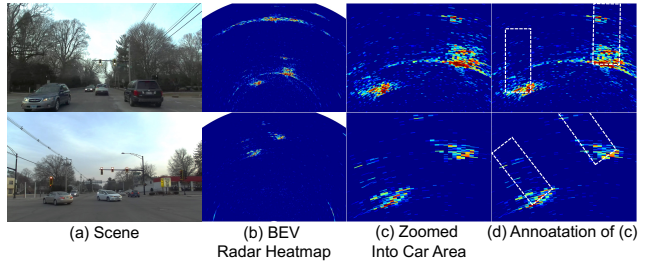 (a) Scene
(b) BEV
Radar Heatmap
(c) Zoomed
Into Car Area
(d) Annoatation of (c)